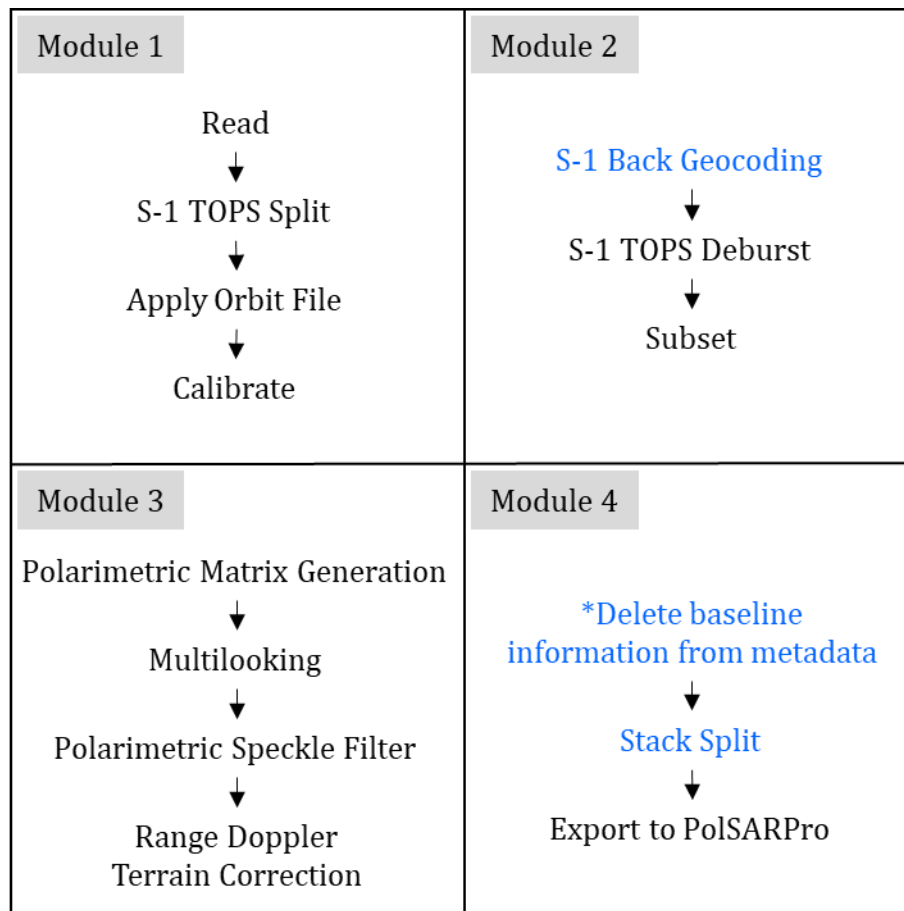 Module 1
Read
S-1 TOPS Split
Apply Orbit File
Calibrate
Module 2
S-1 Back Geocoding
S-1 TOPS Deburst
Subset
Module 3
Polarimetric Matrix Generation
Multilooking
Polarimetric Speckle Filter
Range Doppler
Terrain Correction
Module 4
*Delete baseline
information from metadata
Stack Split
Export to PolSARPro